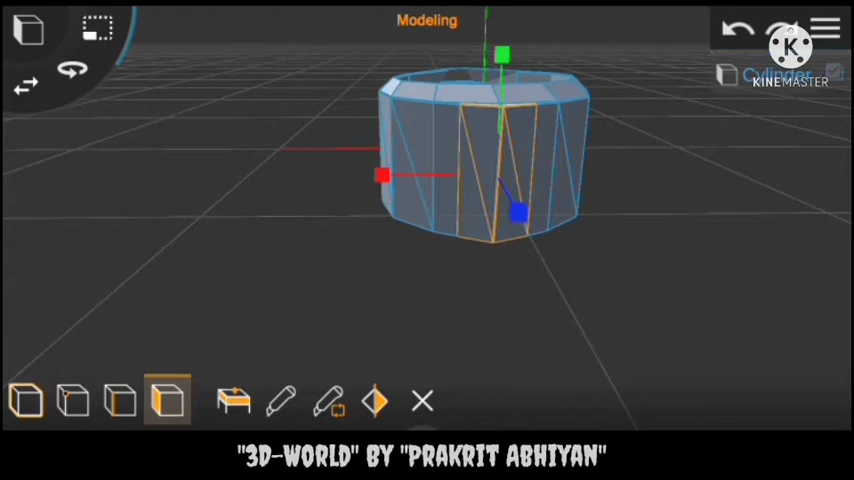 Modeling
K
Cylinder
KINEMASTER
"3D-WORLD" BY "PRAKRIT ABHIYAN"